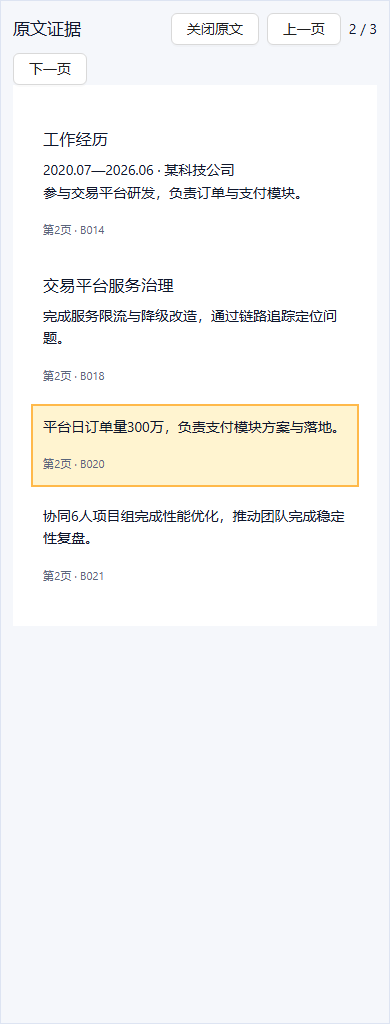 原文证据 关闭原文 上一页 2 / 3
下一页
工作经历
2020.07—2026.06 · 某科技公司
参与交易平台研发，负责订单与支付模块。
第2页 · B014
交易平台服务治理
完成服务限流与降级改造，通过链路追踪定位问
题。
第2页 · B018
平台日订单量300万，负责支付模块方案与落地。
第2页 · B020
协同6人项目组完成性能优化，推动团队完成稳定
性复盘。
第2页 · B021